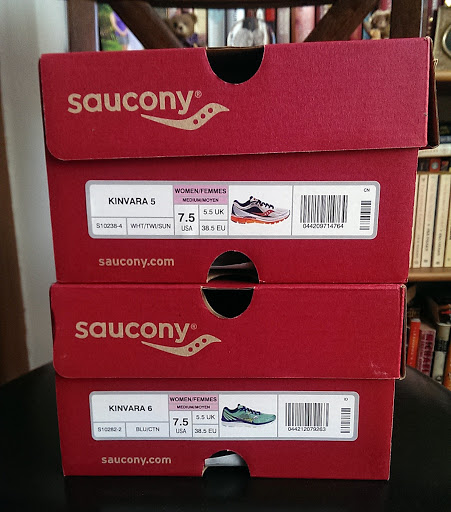 saucony®
KINVARA 5
S10238-4
WHT/TW/SUN
WOMEN/FEMMES
MEDIUM/MOYEN
7.5
USA
5.5 UK
38.5 EU
044209714764
CN
saucony.com
saucony®
KINVARA 6
S10282-2
BLU/CTN
WOMEN/FEMMES
MEDIUM/MOYEN
7.5
USA
5.5 UK
38.5 EU
044212079263
saucony.com